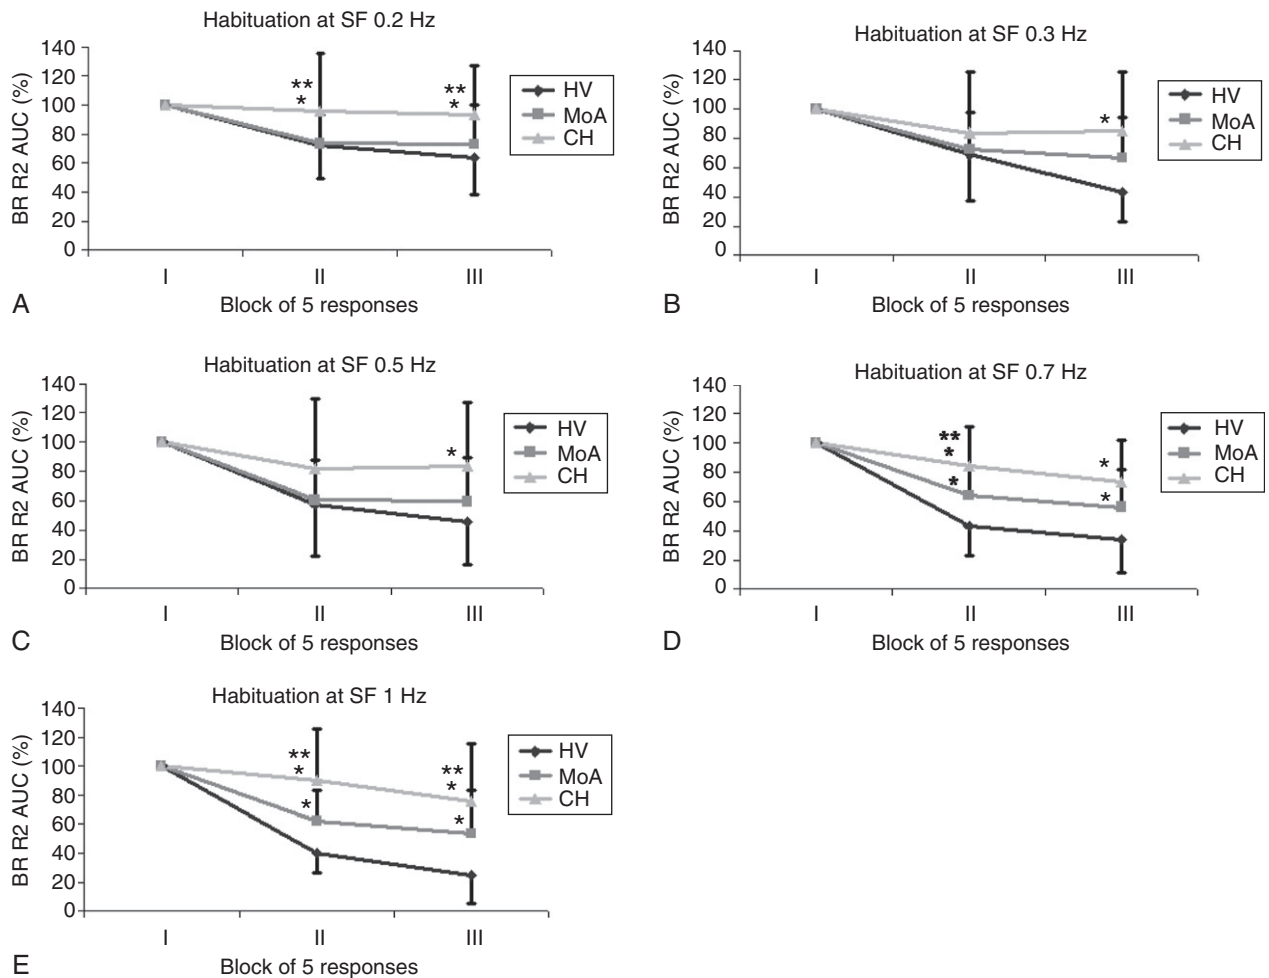 Habituation at SF 0.2 Hz
BR R2 AUC (%)
140
120
100
80
60
40
20
0
**
*
**
*
HV
MoA
CH
I II III
Block of 5 responses
A
Habituation at SF 0.3 Hz
BR R2 AUC (%)
140
120
100
80
60
40
20
0
*
HV
MoA
CH
I II III
Block of 5 responses
B
Habituation at SF 0.5 Hz
BR R2 AUC (%)
140
120
100
80
60
40
20
0
*
HV
MoA
CH
I II III
Block of 5 responses
C
Habituation at SF 0.7 Hz
BR R2 AUC (%)
140
120
100
80
60
40
20
0
**
*
*
*
*
HV
MoA
CH
I II III
Block of 5 responses
D
Habituation at SF 1 Hz
BR R2 AUC (%)
140
120
100
80
60
40
20
0
**
*
*
**
*
*
HV
MoA
CH
I II III
Block of 5 responses
E